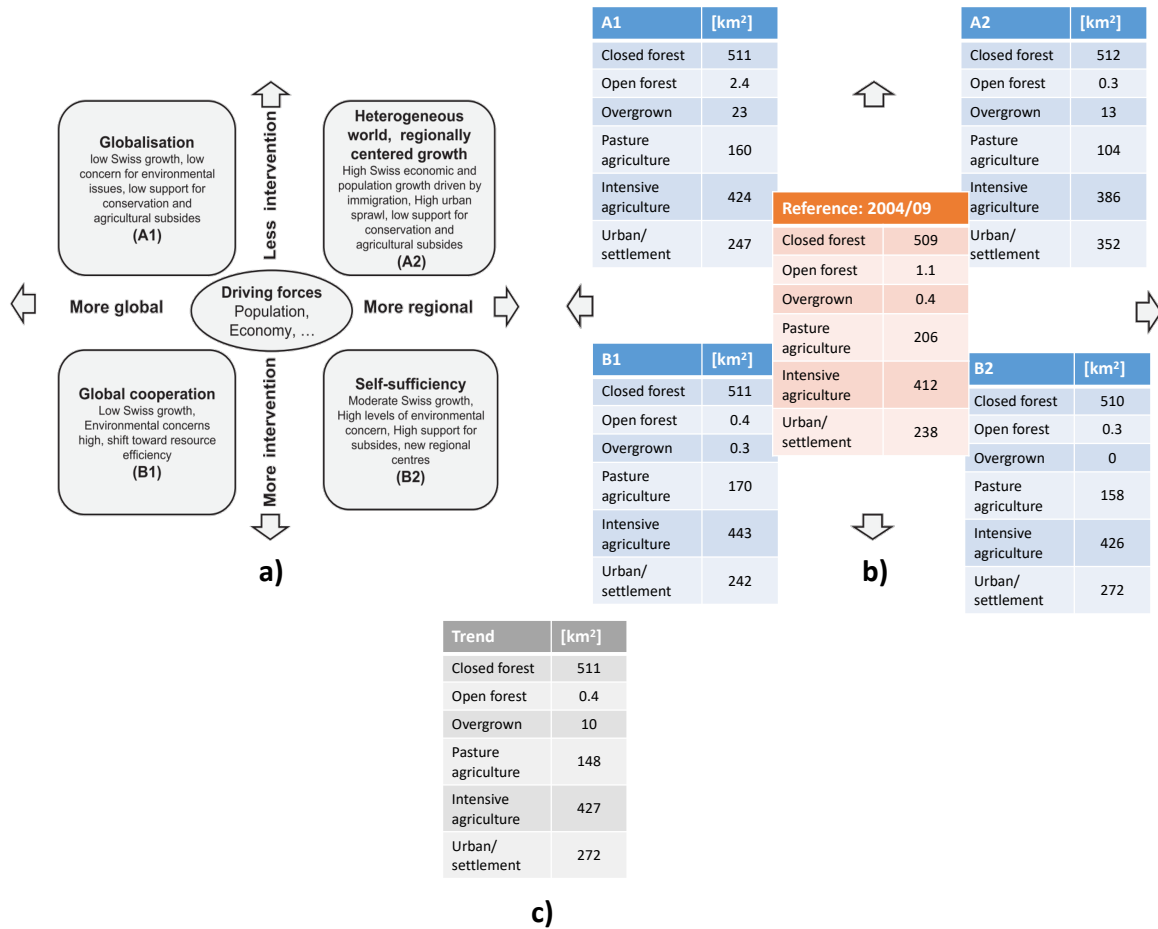 Less intervention
Globalisation
low Swiss growth, low
concern for environmental
issues, low support for
conservation and
agricultural subsides
(A1)
Heterogeneous
world, regionally
centered growth
High Swiss economic and
population growth driven by
immigration, High urban
sprawl, low support for
conservation and
agricultural subsides
(A2)
More global
Driving forces
Population,
Economy, ...
More regional
Global cooperation
Low Swiss growth,
Environmental concerns
high, shift toward resource
efficiency
(B1)
More intervention
Self-sufficiency
Moderate Swiss growth,
High levels of environmental
concern, High support for
subsides, new regional
centres
(B2)
a)
A1 [km²]
Closed forest 511
Open forest 2.4
Overgrown 23
Pasture
agriculture 160
Intensive
agriculture 424
Urban/
settlement 247
A2 [km²]
Closed forest 512
Open forest 0.3
Overgrown 13
Pasture
agriculture 104
Intensive
agriculture 386
Urban/
settlement 352
Reference: 2004/09
Closed forest 509
Open forest 1.1
Overgrown 0.4
Pasture
agriculture 206
Intensive
agriculture 412
Urban/
settlement 238
B1 [km²]
Closed forest 511
Open forest 0.4
Overgrown 0.3
Pasture
agriculture 170
Intensive
agriculture 443
Urban/
settlement 242
B2 [km²]
Closed forest 510
Open forest 0.3
Overgrown 0
Pasture
agriculture 158
Intensive
agriculture 426
Urban/
settlement 272
b)
Trend [km²]
Closed forest 511
Open forest 0.4
Overgrown 10
Pasture
agriculture 148
Intensive
agriculture 427
Urban/
settlement 272
c)